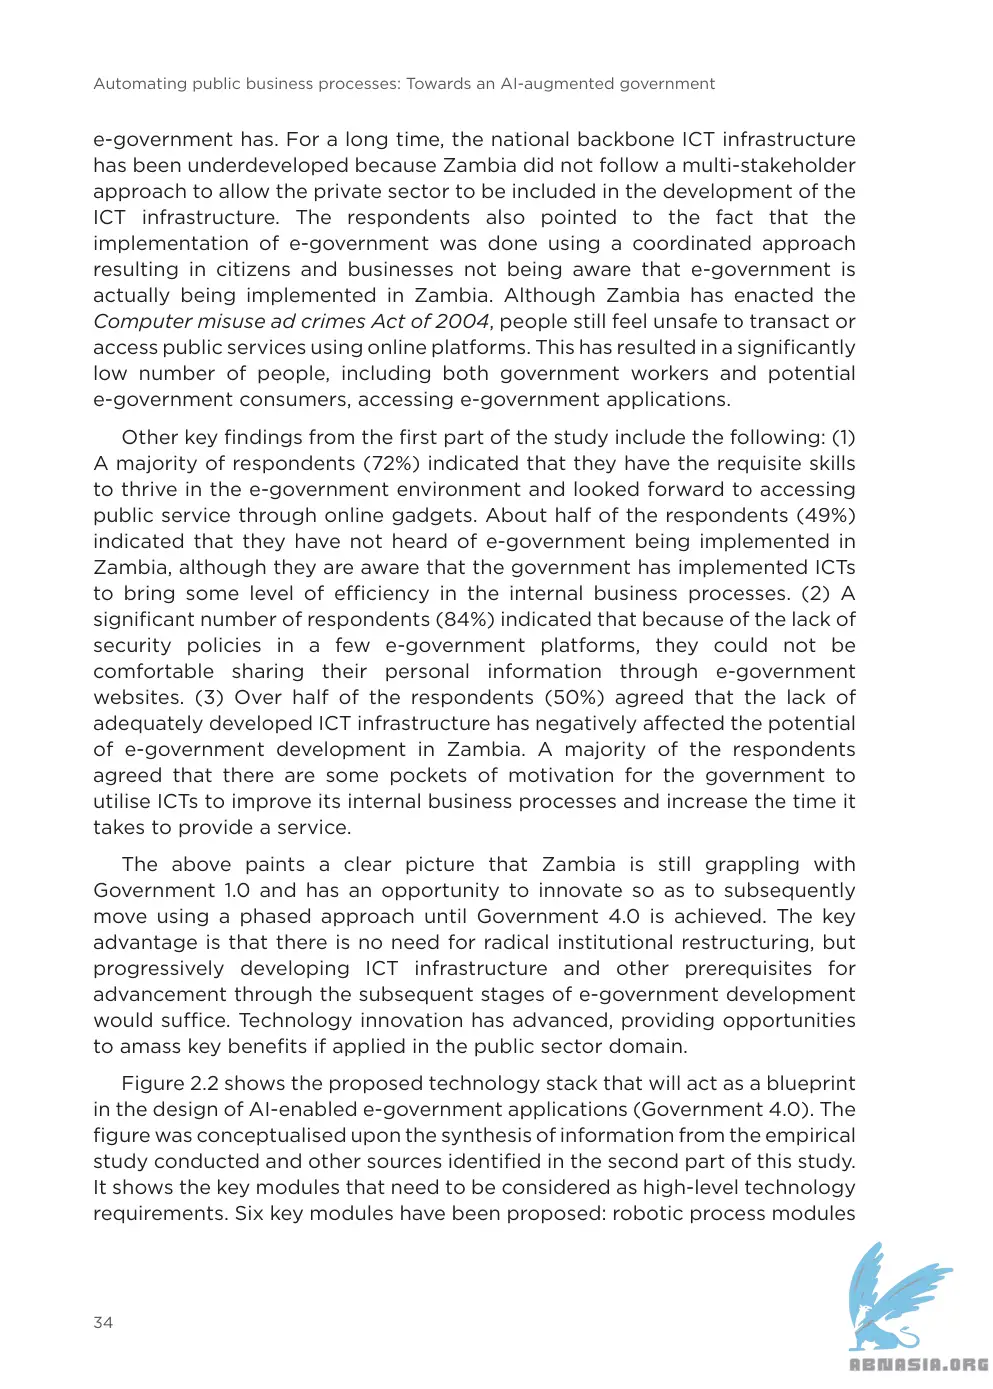 Automating public business processes: Towards an AI-augmented government
e-government has. For a long time, the national backbone ICT infrastructure
has been underdeveloped because Zambia did not follow a multi-stakeholder
approach to allow the private sector to be included in the development of the
ICT infrastructure. The respondents also pointed to the fact that the
implementation of e-government was done using a coordinated approach
resulting in citizens and businesses not being aware that e-government is
actually being implemented in Zambia. Although Zambia has enacted the
Computer misuse ad crimes Act of 2004, people still feel unsafe to transact or
access public services using online platforms. This has resulted in a significantly
low number of people, including both government workers and potential
e-government consumers, accessing e-government applications.
Other key findings from the first part of the study include the following: (1)
A majority of respondents (72%) indicated that they have the requisite skills
to thrive in the e-government environment and looked forward to accessing
public service through online gadgets. About half of the respondents (49%)
indicated that they have not heard of e-government being implemented in
Zambia, although they are aware that the government has implemented ICTs
to bring some level of efficiency in the internal business processes. (2) A
significant number of respondents (84%) indicated that because of the lack of
security policies in a few e-government platforms, they could not be
comfortable sharing their personal information through e-government
websites. (3) Over half of the respondents (50%) agreed that the lack of
adequately developed ICT infrastructure has negatively affected the potential
of e-government development in Zambia. A majority of the respondents
agreed that there are some pockets of motivation for the government to
utilise ICTs to improve its internal business processes and increase the time it
takes to provide a service.
The above paints a clear picture that Zambia is still grappling with
Government 1.0 and has an opportunity to innovate so as to subsequently
move using a phased approach until Government 4.0 is achieved. The key
advantage is that there is no need for radical institutional restructuring, but
progressively developing ICT infrastructure and other prerequisites for
advancement through the subsequent stages of e-government development
would suffice. Technology innovation has advanced, providing opportunities
to amass key benefits if applied in the public sector domain.
Figure 2.2 shows the proposed technology stack that will act as a blueprint
in the design of AI-enabled e-government applications (Government 4.0). The
figure was conceptualised upon the synthesis of information from the empirical
study conducted and other sources identified in the second part of this study.
It shows the key modules that need to be considered as high-level technology
requirements. Six key modules have been proposed: robotic process modules
34
ABNASIA.ORG